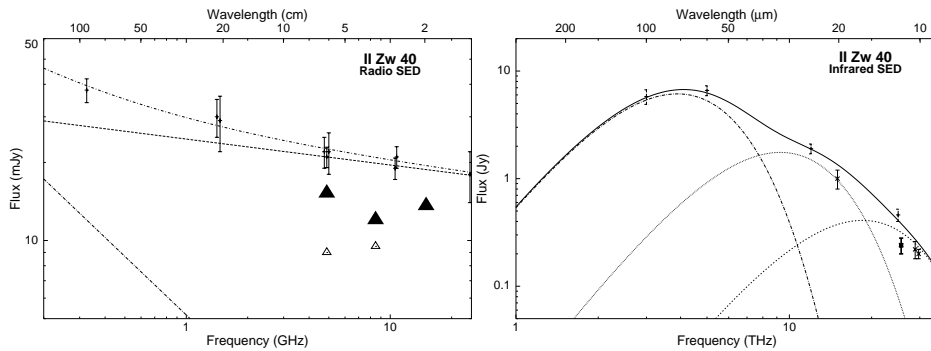 Wavelength (cm)
100 50 20 10 5 2
50
10
Flux (mJy)
II Zw 40
Radio SED
1 10
Frequency (GHz)
Wavelength (μm)
200 100 50 20 10
10
1
0.1
Flux (Jy)
II Zw 40
Infrared SED
1 10
Frequency (THz)